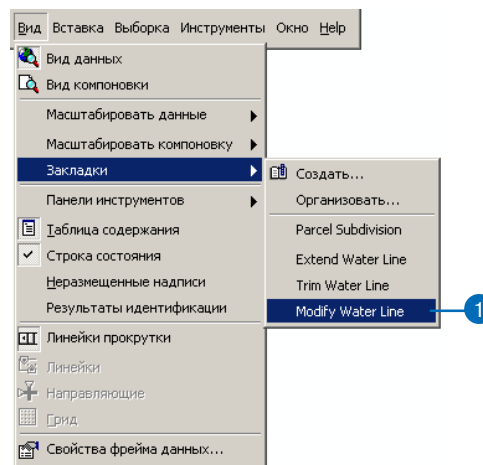 Вид Вставка Выборка Инструменты Окно Help
Вид данных
Вид компоновки
Масштабировать данные
Масштабировать компоновку
Закладки
Панели инструментов
Таблица содержания
Строка состояния
Неразмещенные надписи
Результаты идентификации
Линейки прокрутки
Линейки
Направляющие
Грид
Свойства фрейма данных...
Создать...
Организовать...
Parcel Subdivision
Extend Water Line
Trim Water Line
Modify Water Line
1